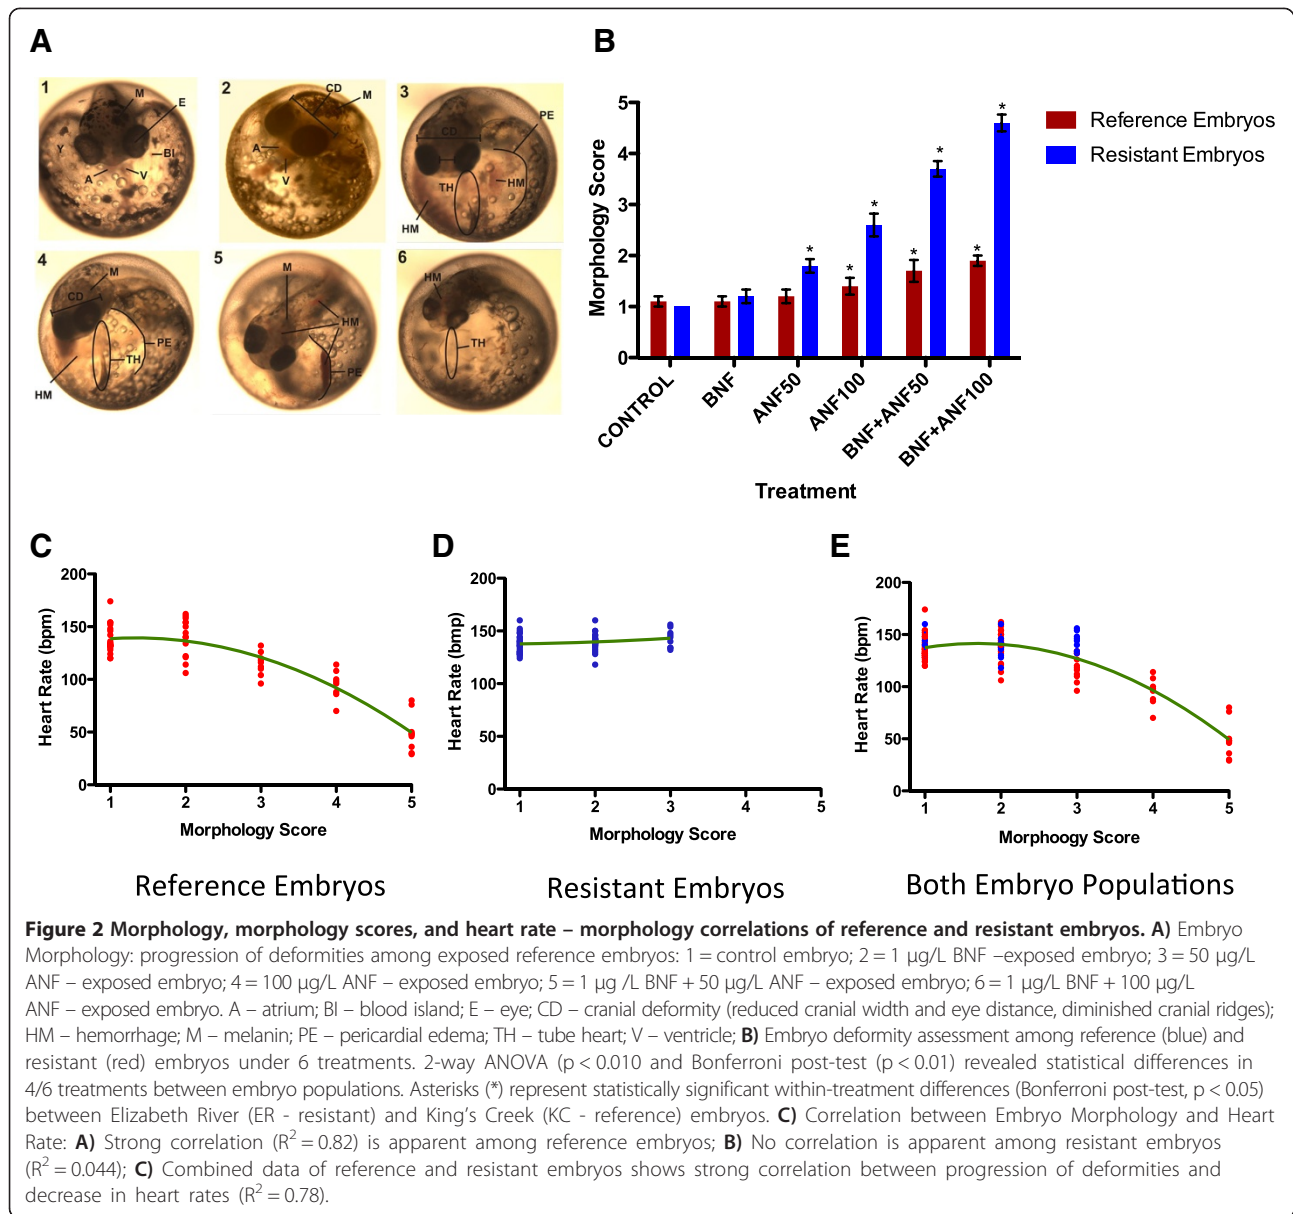 A
1
M
E
Y
BI
A
V
2
CD
M
A
V
3
PE
CD
TH
HM
HM
4
M
CD
PE
TH
HM
5
M
HM
PE
6
HM
TH
B
Morphology Score
5
4
3
2
1
0
* * * * * * *
CONTROL
BNF
ANF50
ANF100
BNF+ANF50
BNF+ANF100
Treatment
Reference Embryos
Resistant Embryos
C
Heart Rate (bpm)
200
150
100
50
0
1 2 3 4 5
Morphology Score
Reference Embryos
D
Heart Rate (bmp)
200
150
100
50
0
1 2 3 4 5
Morphology Score
Resistant Embryos
E
Heart Rate (bpm)
200
150
100
50
0
1 2 3 4 5
Morphoogy Score
Both Embryo Populations
Figure 2 Morphology, morphology scores, and heart rate – morphology correlations of reference and resistant embryos. A) Embryo
Morphology: progression of deformities among exposed reference embryos: 1 = control embryo; 2 = 1 μg/L BNF –exposed embryo; 3 = 50 μg/L
ANF – exposed embryo; 4 = 100 μg/L ANF – exposed embryo; 5 = 1 μg /L BNF + 50 μg/L ANF – exposed embryo; 6 = 1 μg/L BNF + 100 μg/L
ANF – exposed embryo. A – atrium; BI – blood island; E – eye; CD – cranial deformity (reduced cranial width and eye distance, diminished cranial ridges);
HM – hemorrhage; M – melanin; PE – pericardial edema; TH – tube heart; V – ventricle; B) Embryo deformity assessment among reference (blue) and
resistant (red) embryos under 6 treatments. 2-way ANOVA (p < 0.010 and Bonferroni post-test (p < 0.01) revealed statistical differences in
4/6 treatments between embryo populations. Asterisks (*) represent statistically significant within-treatment differences (Bonferroni post-test, p < 0.05)
between Elizabeth River (ER - resistant) and King's Creek (KC - reference) embryos. C) Correlation between Embryo Morphology and Heart
Rate: A) Strong correlation (R² = 0.82) is apparent among reference embryos; B) No correlation is apparent among resistant embryos
(R² = 0.044); C) Combined data of reference and resistant embryos shows strong correlation between progression of deformities and
decrease in heart rates (R² = 0.78).